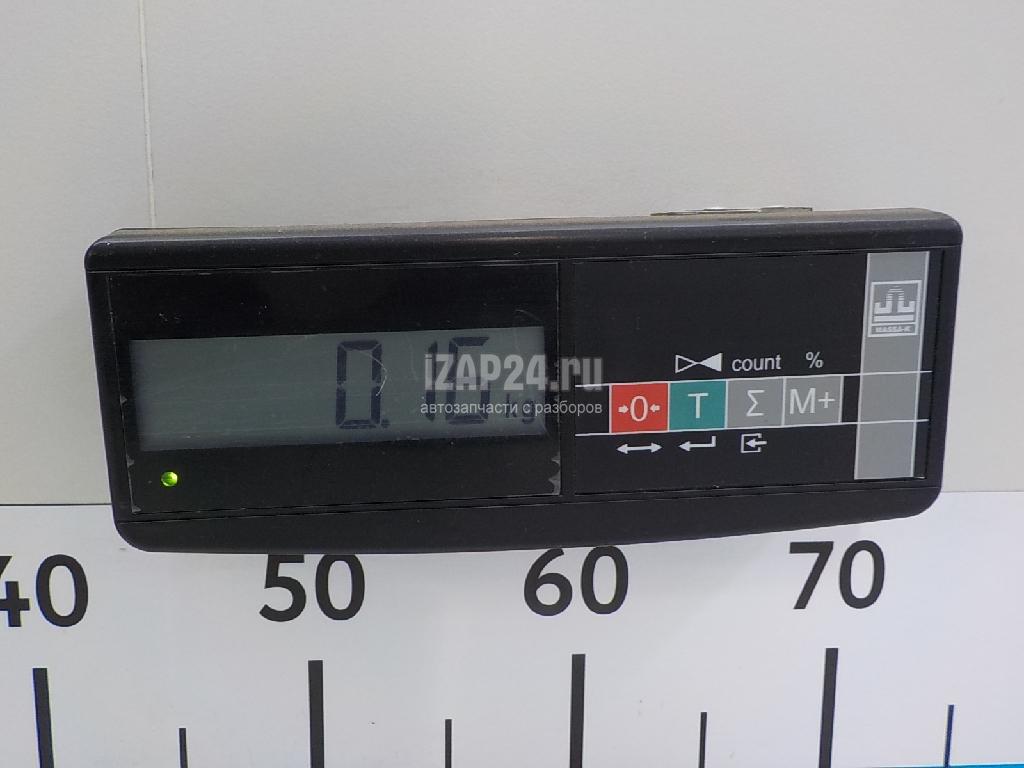 0.16 kg
iZAP24.ru
автозапчасти с разборов
MASSA-K
count %
→0← T Σ M+
40 50 60 70